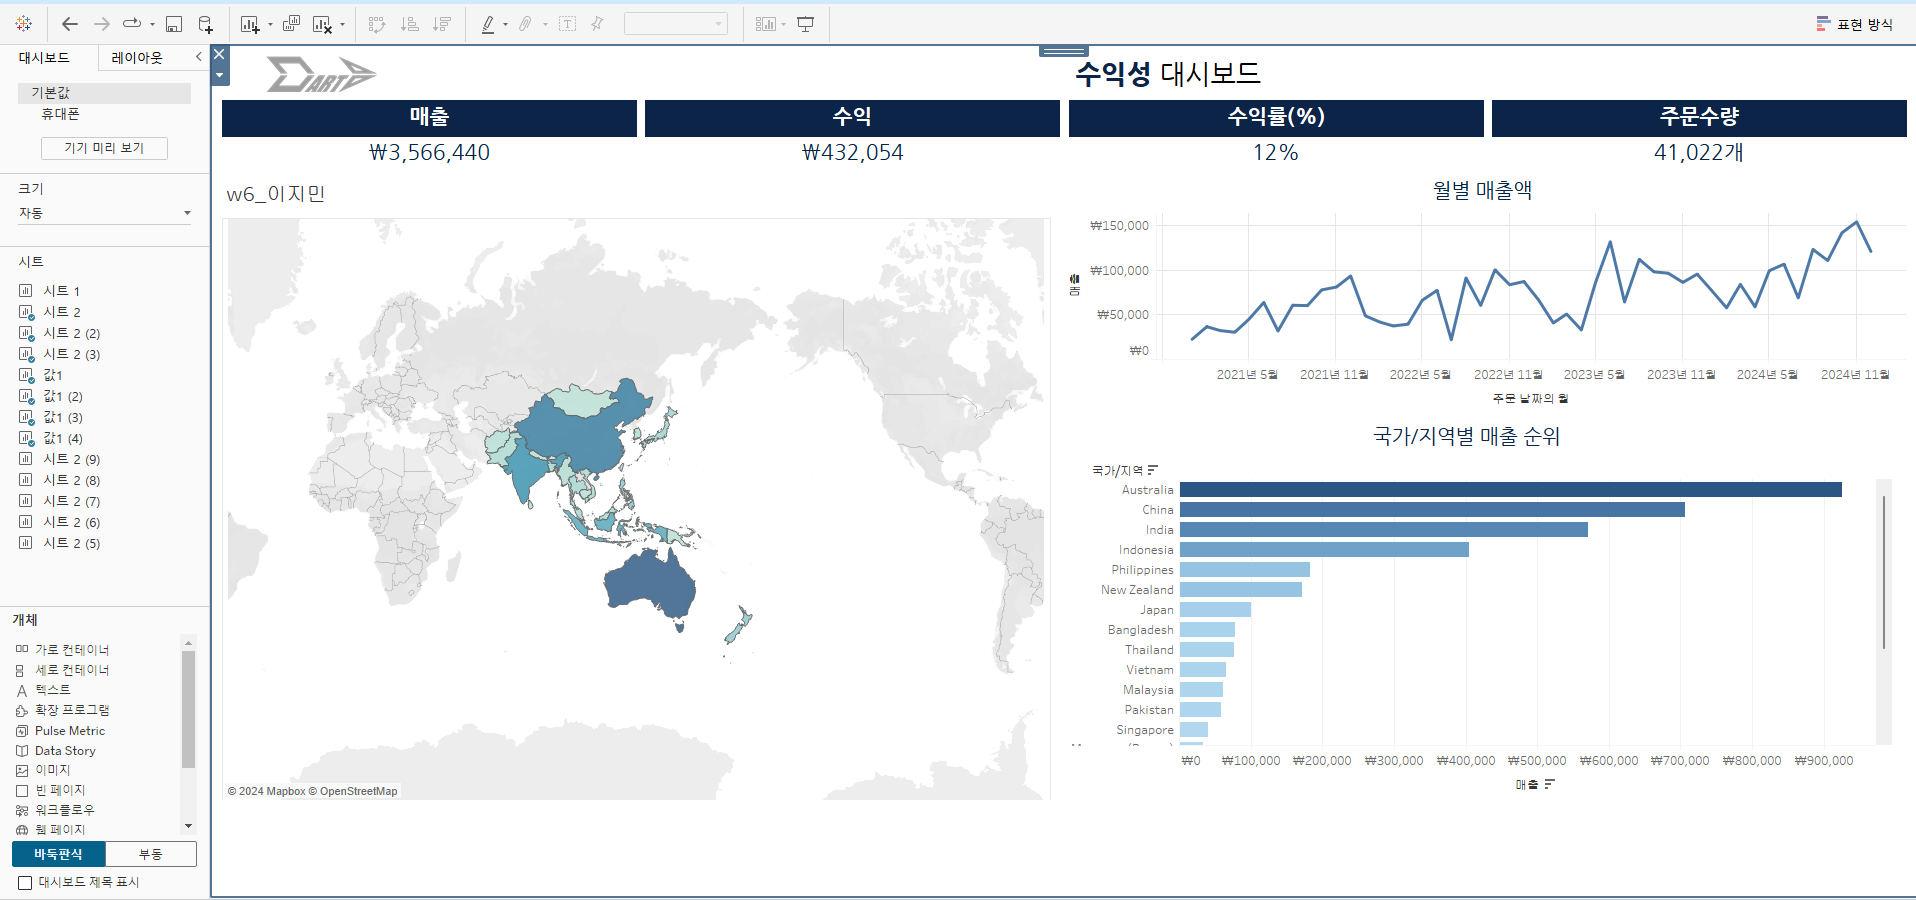 표현 방식
대시보드
레이아웃
기본값
휴대폰
기기 미리 보기
크기
자동
시트
시트 1
시트 2
시트 2 (2)
시트 2 (3)
값1
값1 (2)
값1 (3)
값1 (4)
시트 2 (9)
시트 2 (8)
시트 2 (7)
시트 2 (6)
시트 2 (5)
개체
가로 컨테이너
세로 컨테이너
텍스트
확장 프로그램
Pulse Metric
Data Story
이미지
빈 페이지
워크플로우
웹 페이지
바둑판식
부동
대시보드 제목 표시
DART
수익성 대시보드
매출
수익
수익률(%)
주문수량
₩3,566,440
₩432,054
12%
41,022개
w6_이지민
© 2024 Mapbox © OpenStreetMap
월별 매출액
₩150,000
₩100,000
₩50,000
₩0
매출
2021년 5월
2021년 11월
2022년 5월
2022년 11월
2023년 5월
2023년 11월
2024년 5월
2024년 11월
주문 날짜의 월
국가/지역별 매출 순위
국가/지역
Australia
China
India
Indonesia
Philippines
New Zealand
Japan
Bangladesh
Thailand
Vietnam
Malaysia
Pakistan
Singapore
₩0
₩100,000
₩200,000
₩300,000
₩400,000
₩500,000
₩600,000
₩700,000
₩800,000
₩900,000
매출